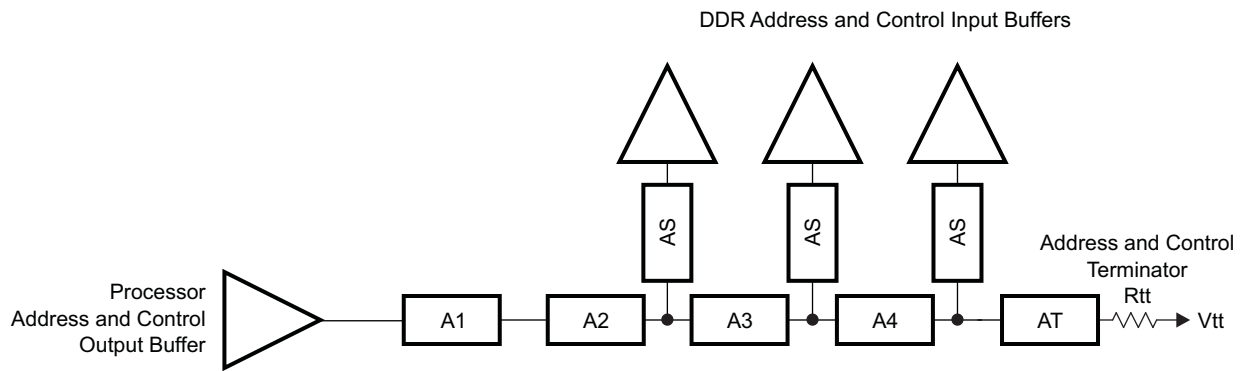 DDR Address and Control Input Buffers
AS
AS
AS
Address and Control
Terminator
Rtt
Processor
Address and Control
Output Buffer
A1
A2
A3
A4
AT
Vtt